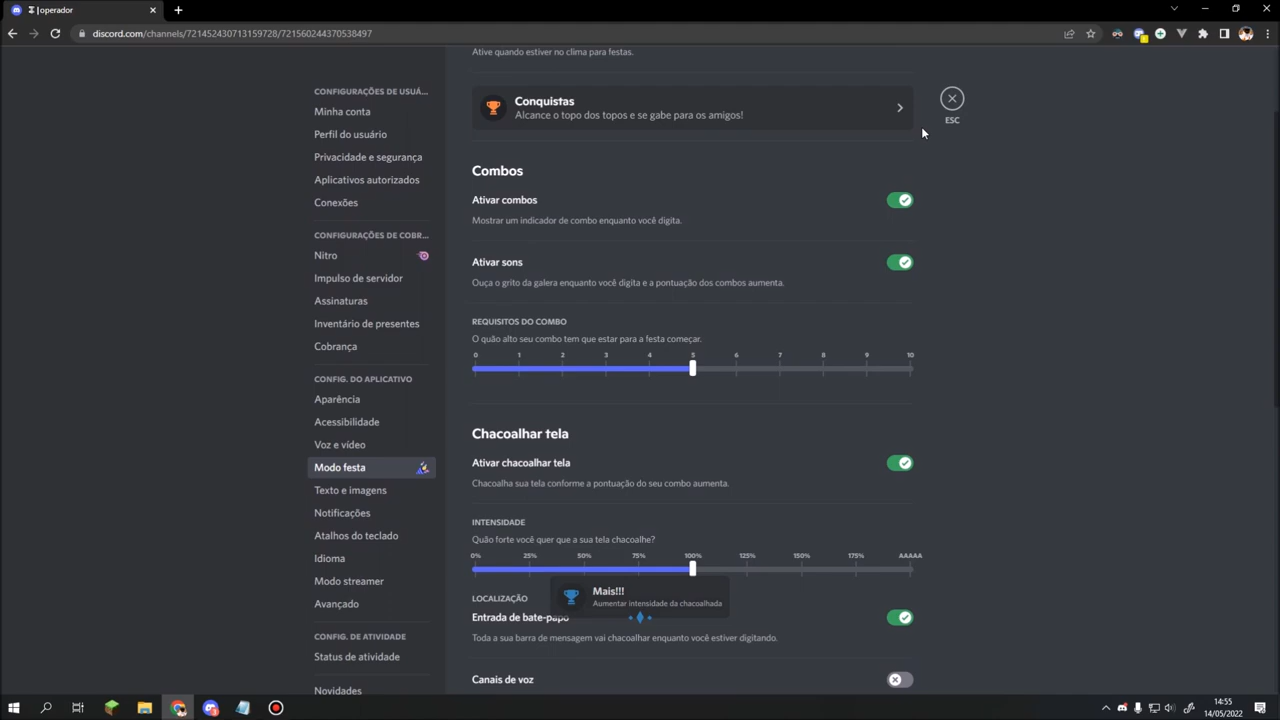 operador
discord.com/channels/721452430713159728/721560244370538497
Ative quando estiver no clima para festas.
CONFIGURAÇÕES DE USUÁ...
Minha conta
Perfil do usuário
Privacidade e segurança
Aplicativos autorizados
Conexões
CONFIGURAÇÕES DE COBR...
Nitro
Impulso de servidor
Assinaturas
Inventário de presentes
Cobrança
CONFIG. DO APLICATIVO
Aparência
Acessibilidade
Voz e vídeo
Modo festa
Texto e imagens
Notificações
Atalhos do teclado
Idioma
Modo streamer
Avançado
CONFIG. DE ATIVIDADE
Status de atividade
Novidades
Conquistas
Alcance o topo dos topos e se gabe para os amigos!
ESC
Combos
Ativar combos
Mostrar um indicador de combo enquanto você digita.
Ativar sons
Ouça o grito da galera enquanto você digita e a pontuação dos combos aumenta.
REQUISITOS DO COMBO
O quão alto seu combo tem que estar para a festa começar.
0 1 2 3 4 5 6 7 8 9 10
Chacoalhar tela
Ativar chacoalhar tela
Chacoalha sua tela conforme a pontuação do seu combo aumenta.
INTENSIDADE
Quão forte você quer que a sua tela chacoalhe?
0% 25% 50% 75% 100% 125% 150% 175% AAAAA
Mais!!!
Aumentar intensidade da chacoalhada
LOCALIZAÇÃO
Entrada de bate-papo
Toda a sua barra de mensagem vai chacoalhar enquanto você estiver digitando.
Canais de voz
14:55
14/05/2022